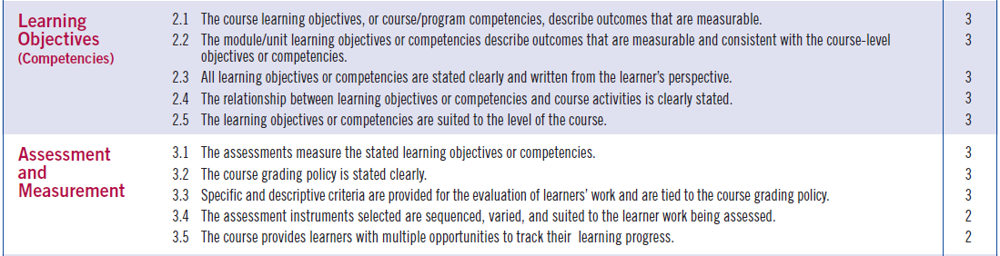 Learning
Objectives
(Competencies)
2.1 The course learning objectives, or course/program competencies, describe outcomes that are measurable. 3
2.2 The module/unit learning objectives or competencies describe outcomes that are measurable and consistent with the course-level 3
objectives or competencies.
2.3 All learning objectives or competencies are stated clearly and written from the learner's perspective. 3
2.4 The relationship between learning objectives or competencies and course activities is clearly stated. 3
2.5 The learning objectives or competencies are suited to the level of the course. 3
Assessment
and
Measurement
3.1 The assessments measure the stated learning objectives or competencies. 3
3.2 The course grading policy is stated clearly. 3
3.3 Specific and descriptive criteria are provided for the evaluation of learners' work and are tied to the course grading policy. 3
3.4 The assessment instruments selected are sequenced, varied, and suited to the learner work being assessed. 2
3.5 The course provides learners with multiple opportunities to track their learning progress. 2